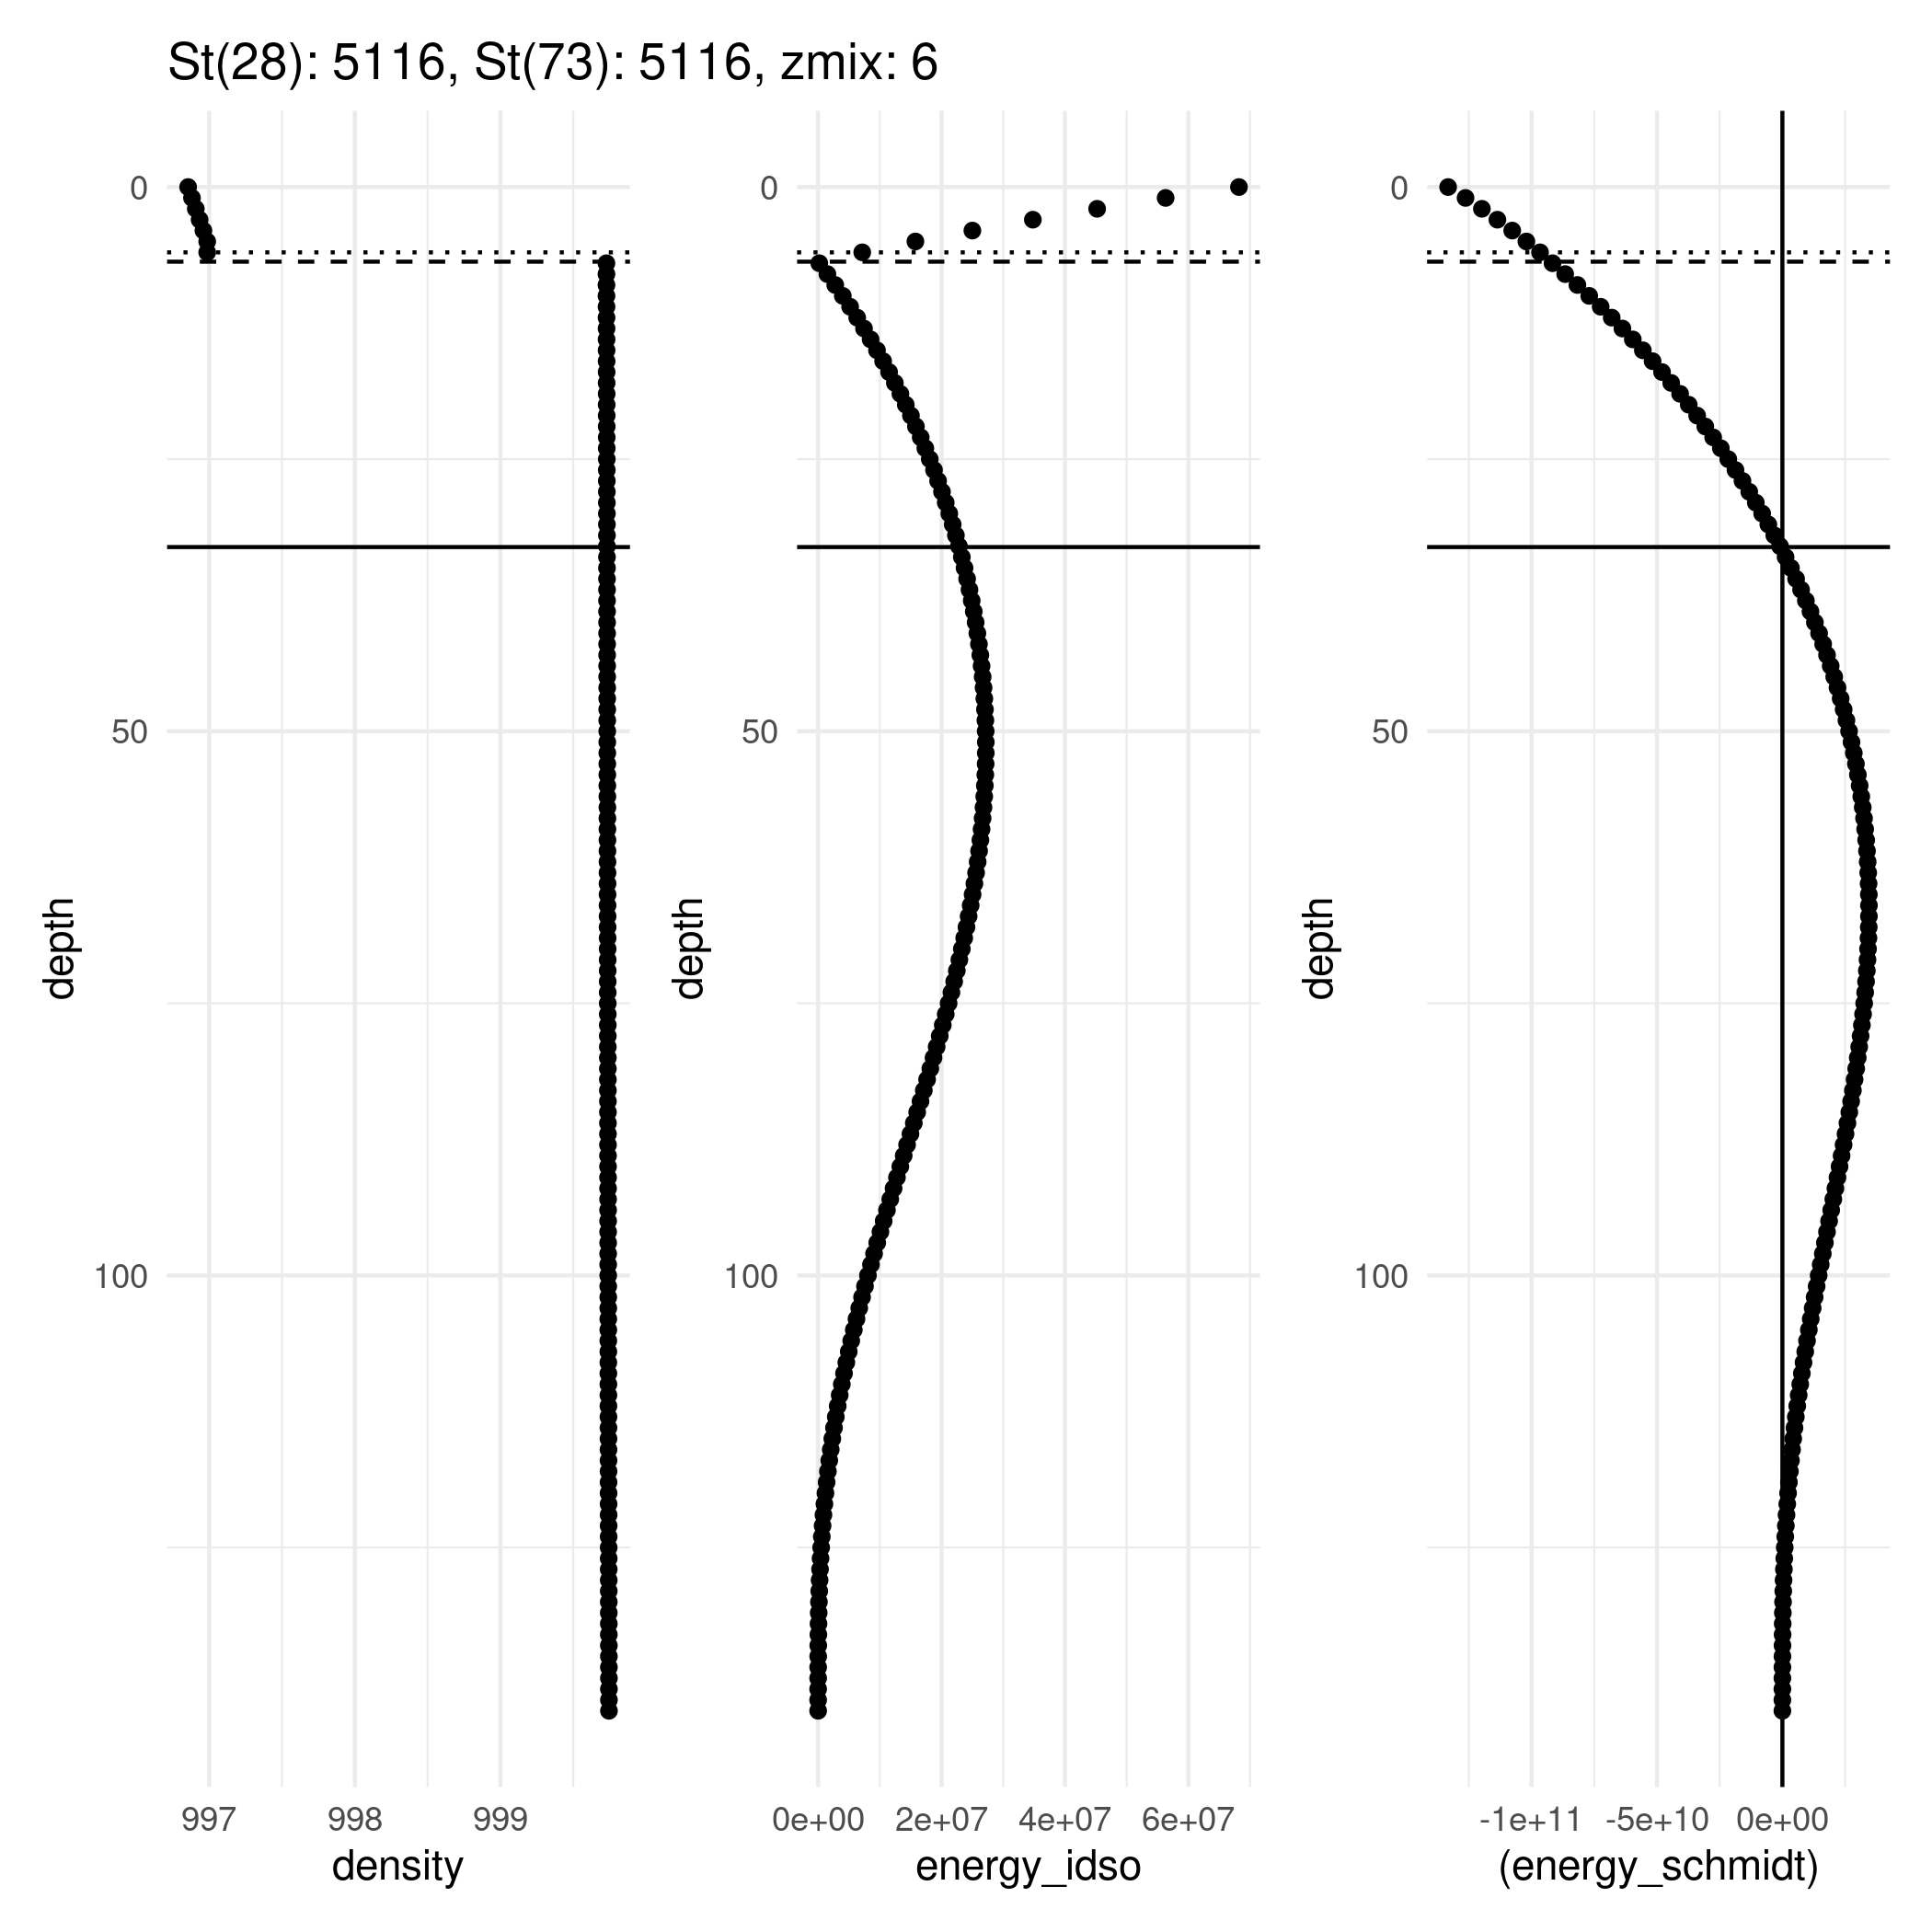 St(28): 5116, St(73): 5116, zmix: 6
0
50
100
depth
997 998 999
density
0
50
100
depth
0e+00 2e+07 4e+07 6e+07
energy_idso
0
50
100
depth
-1e+11 -5e+10 0e+00
(energy_schmidt)